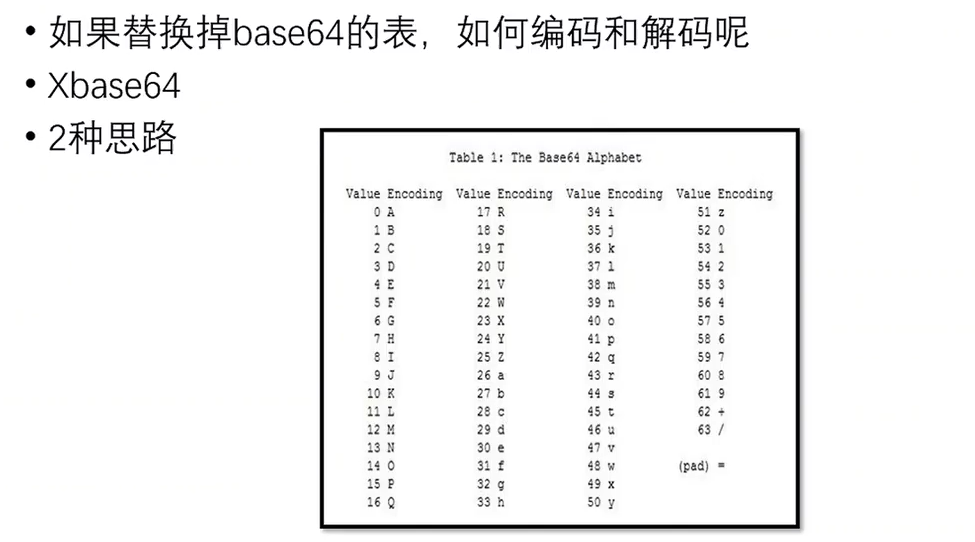 • 如果替换掉base64的表，如何编码和解码呢
• Xbase64
• 2种思路
Table 1: The Base64 Alphabet
Value Encoding Value Encoding Value Encoding Value Encoding
0 A 17 R 34 i 51 z
1 B 18 S 35 j 52 0
2 C 19 T 36 k 53 1
3 D 20 U 37 l 54 2
4 E 21 V 38 m 55 3
5 F 22 W 39 n 56 4
6 G 23 X 40 o 57 5
7 H 24 Y 41 p 58 6
8 I 25 Z 42 q 59 7
9 J 26 a 43 r 60 8
10 K 27 b 44 s 61 9
11 L 28 c 45 t 62 +
12 M 29 d 46 u 63 /
13 N 30 e 47 v
14 O 31 f 48 w (pad) =
15 P 32 g 49 x
16 Q 33 h 50 y